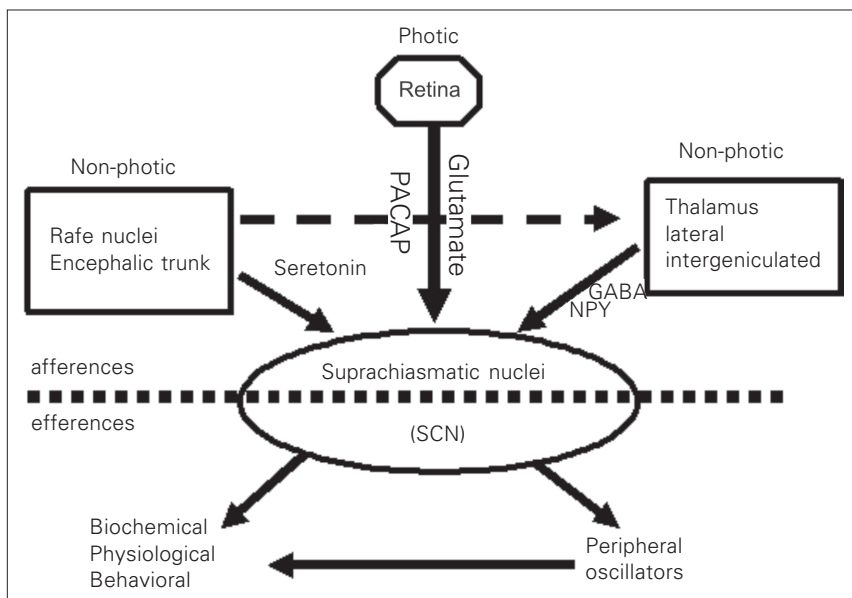 Photic
Retina
Non-photic
Non-photic
Rafe nuclei
Encephalic trunk
Thalamus
lateral
intergeniculated
Glutamate
PACAP
Seretonin
GABA
NPY
afferences
Suprachiasmatic nuclei
efferences
(SCN)
Biochemical
Physiological
Behavioral
Peripheral
oscillators